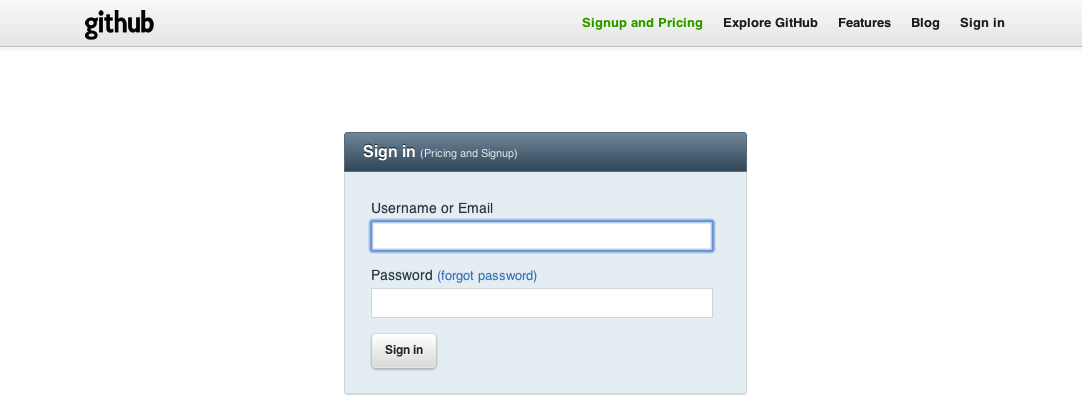 github Signup and Pricing Explore GitHub Features Blog Sign in
Sign in (Pricing and Signup)
Username or Email
Password (forgot password)
Sign in